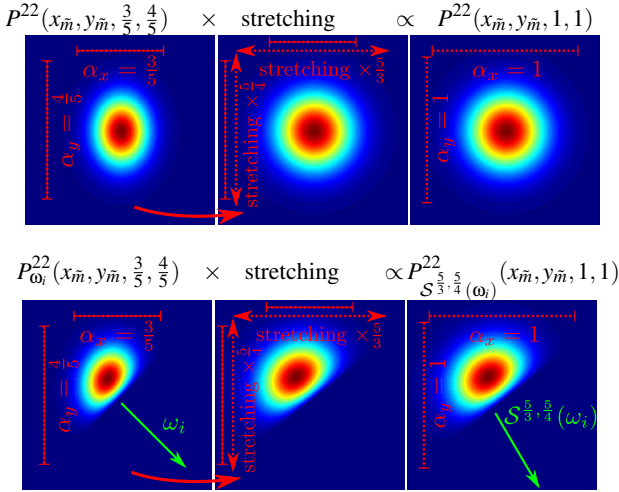 P^{22}(x_{\tilde{m}}, y_{\tilde{m}}, \frac{3}{5}, \frac{4}{5}) × stretching ∝ P^{22}(x_{\tilde{m}}, y_{\tilde{m}}, 1, 1)
α_x = \frac{3}{5}
α_y = \frac{4}{5}
stretching × \frac{5}{3}
stretching × \frac{5}{4}
α_x = 1
α_y = 1
P^{22}_{ω_i}(x_{\tilde{m}}, y_{\tilde{m}}, \frac{3}{5}, \frac{4}{5}) × stretching ∝ P^{22}_{S^{\frac{5}{3}, \frac{5}{4}}(ω_i)}(x_{\tilde{m}}, y_{\tilde{m}}, 1, 1)
α_x = \frac{3}{5}
α_y = \frac{4}{5}
ω_i
stretching × \frac{5}{3}
stretching × \frac{5}{4}
α_x = 1
α_y = 1
S^{\frac{5}{3}, \frac{5}{4}}(ω_i)